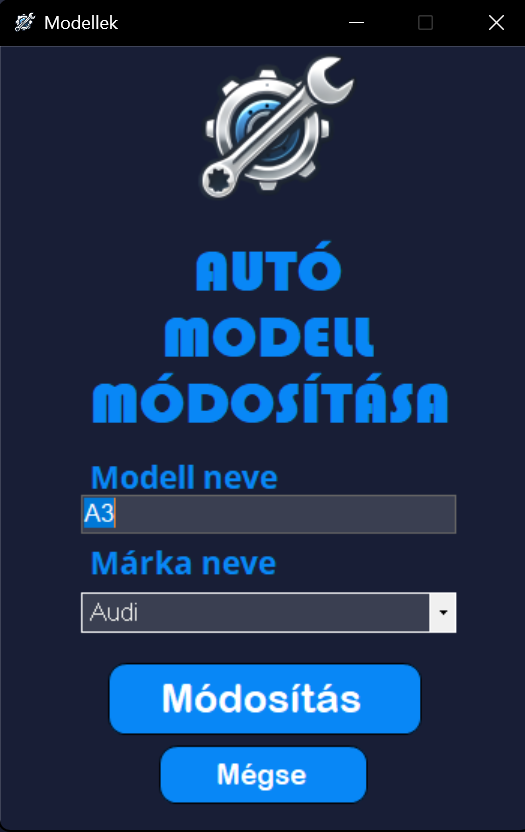 Modellek
AUTÓ
MODELL
MÓDOSÍTÁSA
Modell neve
A3
Márka neve
Audi
Módosítás
Mégse